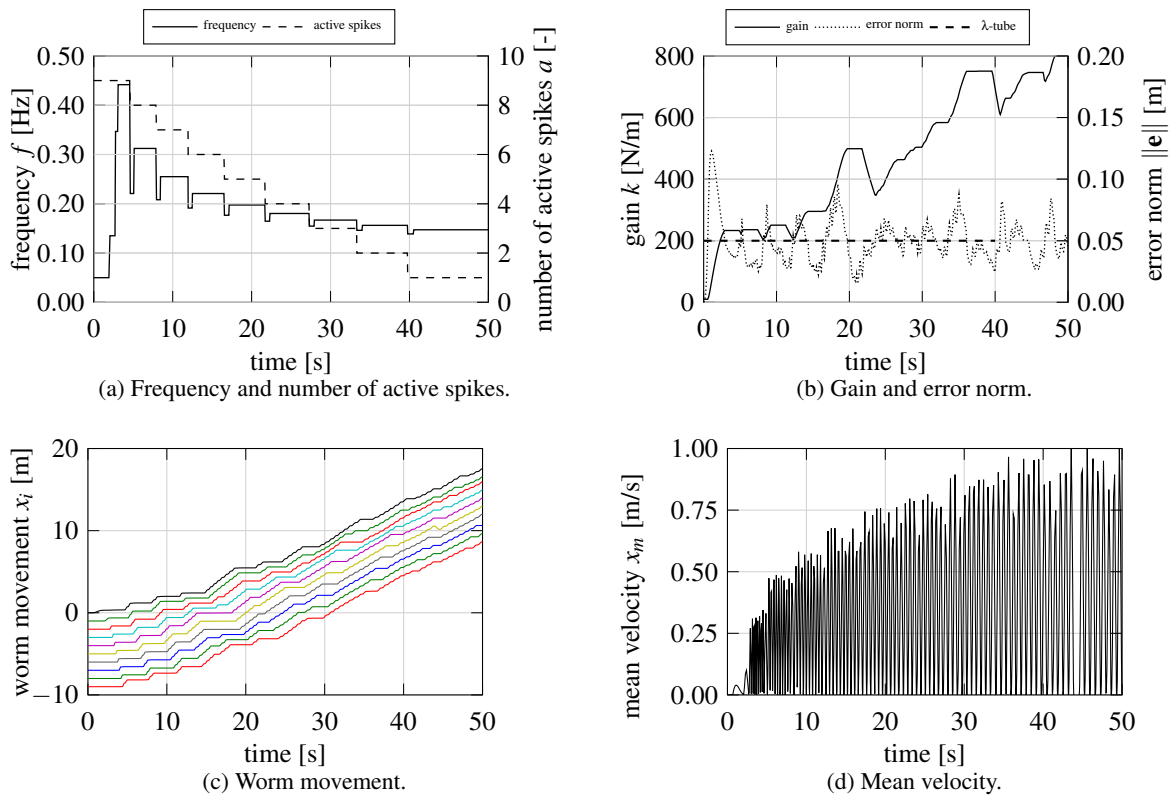 frequency active spikes
0.50
0.40
0.30
0.20
0.10
0.00
frequency f [Hz]
10
8
6
4
2
0
number of active spikes a [-]
0 10 20 30 40 50
time [s]
(a) Frequency and number of active spikes.
gain error norm λ-tube
800
600
400
200
0
gain k [N/m]
0.20
0.15
0.10
0.05
0.00
error norm ||e|| [m]
0 10 20 30 40 50
time [s]
(b) Gain and error norm.
20
10
0
−10
worm movement x_i [m]
0 10 20 30 40 50
time [s]
(c) Worm movement.
1.00
0.75
0.50
0.25
0.00
mean velocity x_m [m/s]
0 10 20 30 40 50
time [s]
(d) Mean velocity.